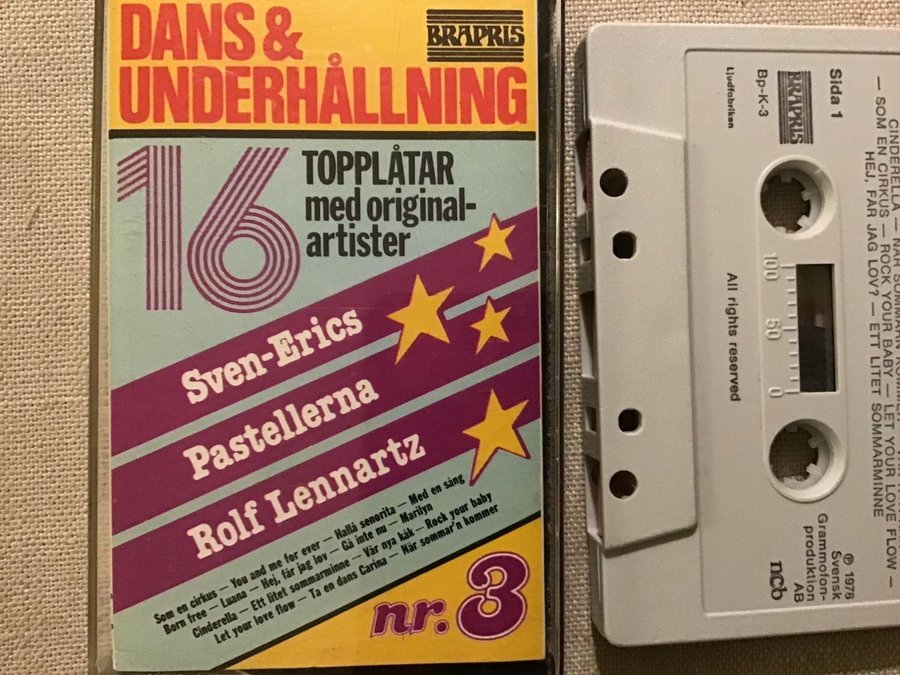 DANS &
UNDERHÅLLNING
BRAPRIS
16
TOPPLÅTAR
med original-
artister
Sven-Erics
Pastellerna
Rolf Lennartz
Som en cirkus — You and me for ever — Hallå senorita — Med en sång
Born free — Luana — Hej, får jag lov — Gå inte nu — Marilyn
Cinderella — Ett litet sommarminne — Vår nya kåk — Rock your baby
Let your love flow — Ta en dans Carina — När sommar'n kommer
nr. 3
CINDERELLA — NÄR SOMMARN KOMMER
— SOM EN CIRKUS — ROCK YOUR BABY — LET YOUR LOVE FLOW —
HEJ, FÅR JAG LOV? — ETT LITET SOMMARMINNE
Sida 1
BRAPRIS
Bp-K-3
Ljudfabriken
100 50 0
All rights reserved
℗ 1978
Svensk
Grammofon-
produktion
AB
ncb